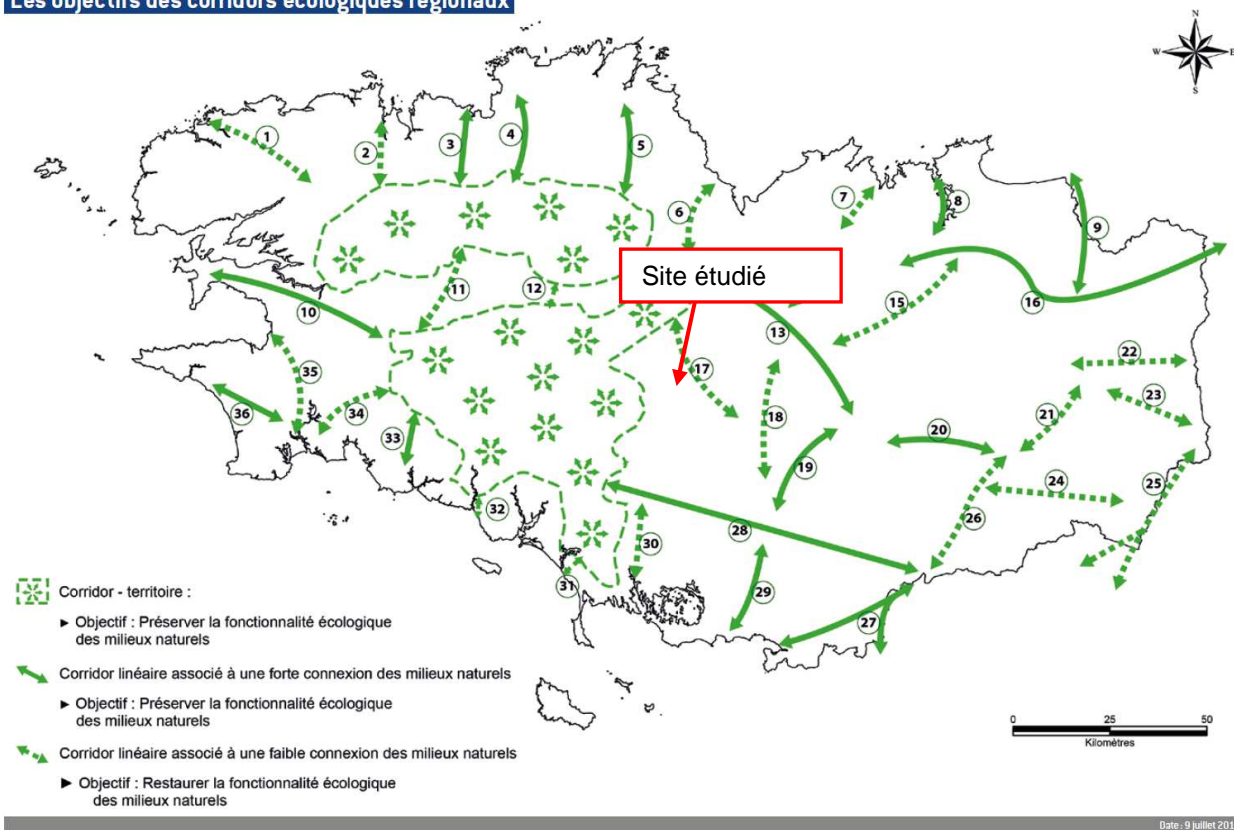 Les objectifs des corridors écologiques régionaux
N
W
E
S
1
2
3
4
5
6
7
8
9
Site étudié
10
11
12
13
15
16
17
18
19
20
21
22
23
24
25
26
27
28
29
30
31
32
33
34
35
36
Corridor - territoire :
► Objectif : Préserver la fonctionnalité écologique
des milieux naturels
Corridor linéaire associé à une forte connexion des milieux naturels
► Objectif : Préserver la fonctionnalité écologique
des milieux naturels
Corridor linéaire associé à une faible connexion des milieux naturels
► Objectif : Restaurer la fonctionnalité écologique
des milieux naturels
0 25 50
Kilomètres
Date : 9 juillet 201